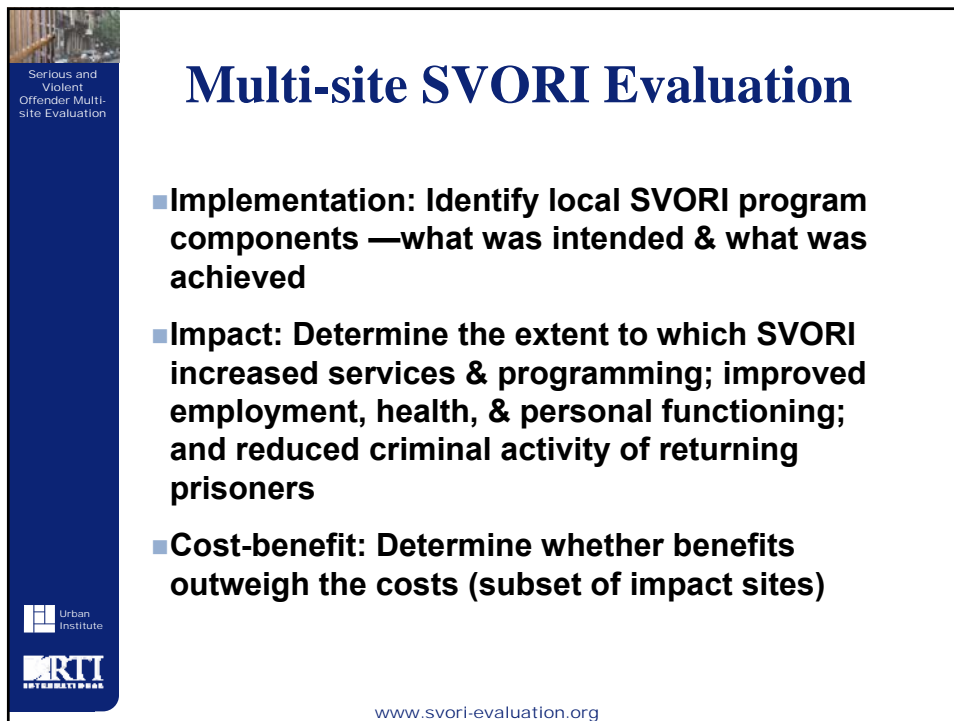 Serious and
Violent
Offender Multi-
site Evaluation
Multi-site SVORI Evaluation
Implementation: Identify local SVORI program
components —what was intended & what was
achieved
Impact: Determine the extent to which SVORI
increased services & programming; improved
employment, health, & personal functioning;
and reduced criminal activity of returning
prisoners
Cost-benefit: Determine whether benefits
outweigh the costs (subset of impact sites)
Urban
Institute
RTI
INTERNATIONAL
www.svori-evaluation.org